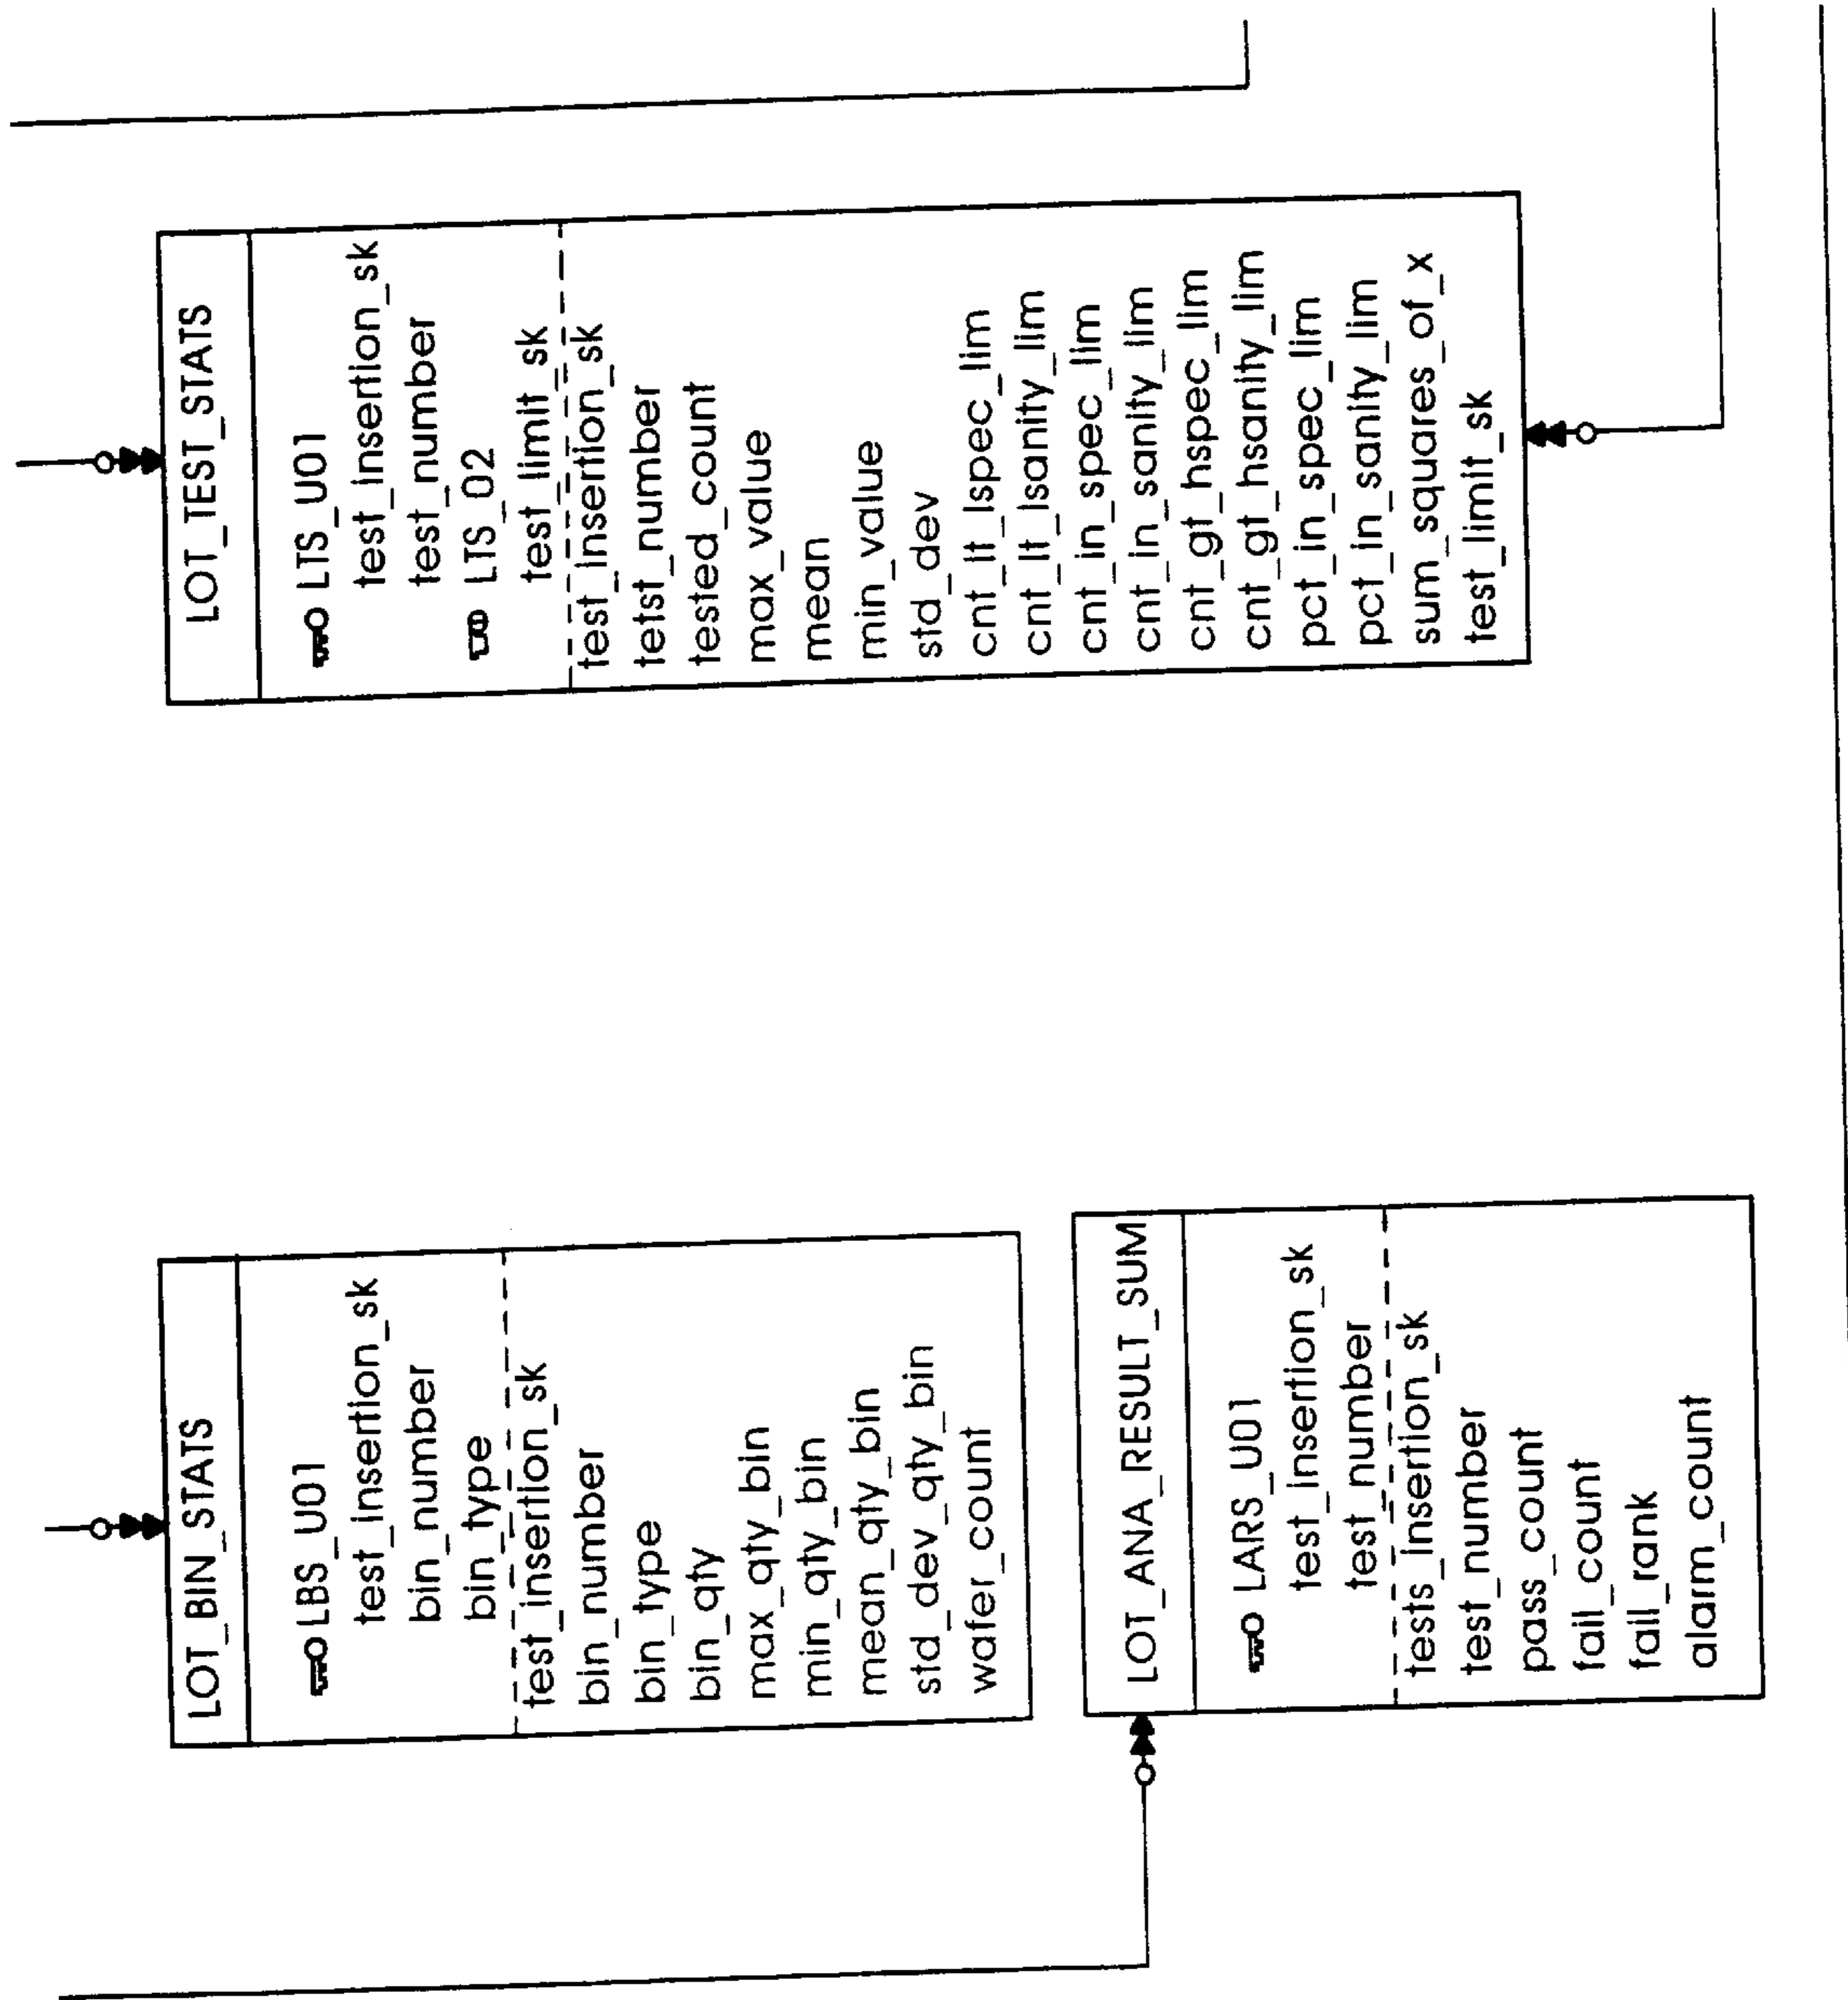 LOT_TEST_STATS
LTS_U01
test_insertion_sk
test_number
LTS_02
test_limit_sk
test_insertion_sk
tetst_number
tested_count
max_value
mean
min_value
std_dev
cnt_lt_lspec_lim
cnt_lt_lsanity_lim
cnt_in_spec_lim
cnt_in_sanity_lim
cnt_gt_hspec_lim
cnt_gt_hsanity_lim
pct_in_spec_lim
pct_in_sanity_lim
sum_squares_of_x
test_limit_sk
LOT_BIN_STATS
LBS_U01
test_insertion_sk
bin_number
bin_type
test_insertion_sk
bin_number
bin_type
bin_qty
max_qty_bin
min_qty_bin
mean_qty_bin
std_dev_qty_bin
wafer_count
LOT_ANA_RESULT_SUM
LARS_U01
test_insertion_sk
test_number
tests_insertion_sk
test_number
pass_count
fail_count
fail_rank
alarm_count